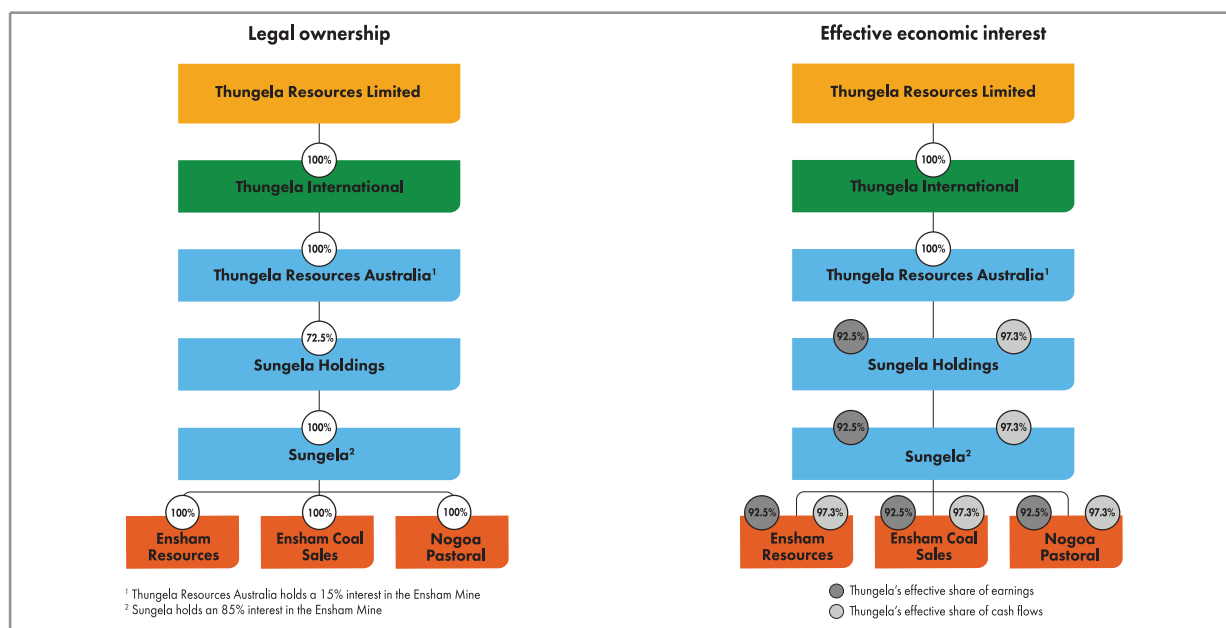 Legal ownership
Thungela Resources Limited
100%
Thungela International
100%
Thungela Resources Australia¹
72.5%
Sungela Holdings
100%
Sungela²
100%
100%
100%
Ensham
Resources
Ensham Coal
Sales
Nogoa
Pastoral
¹ Thungela Resources Australia holds a 15% interest in the Ensham Mine
² Sungela holds an 85% interest in the Ensham Mine
Effective economic interest
Thungela Resources Limited
100%
Thungela International
100%
Thungela Resources Australia¹
92.5%
97.3%
Sungela Holdings
92.5%
97.3%
Sungela²
92.5%
97.3%
92.5%
97.3%
92.5%
97.3%
Ensham
Resources
Ensham Coal
Sales
Nogoa
Pastoral
Thungela's effective share of earnings
Thungela's effective share of cash flows